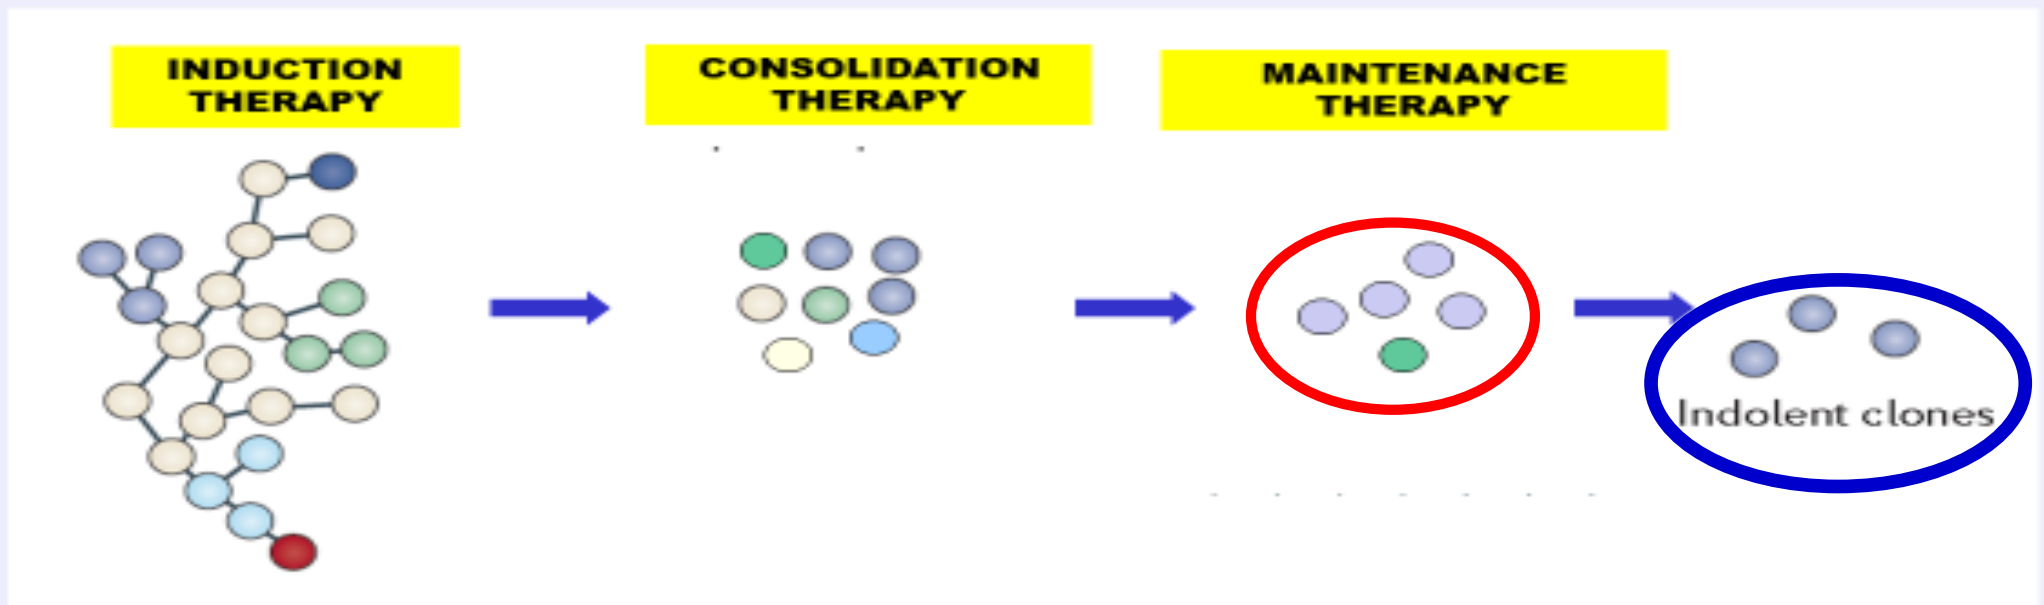 INDUCTION
THERAPY
CONSOLIDATION
THERAPY
MAINTENANCE
THERAPY
Indolent clones